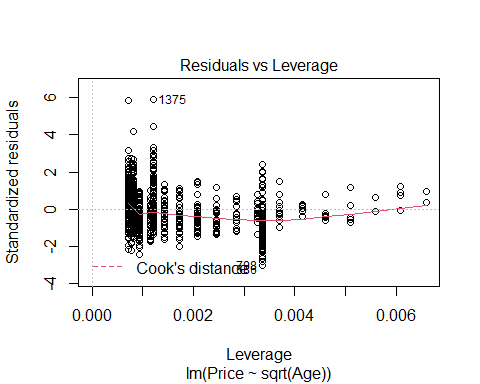 Residuals vs Leverage
Standardized residuals
6
4
2
0
-2
-4
1375
Cook's distance
0.000
0.002
0.004
0.006
Leverage
lm(Price ~ sqrt(Age))